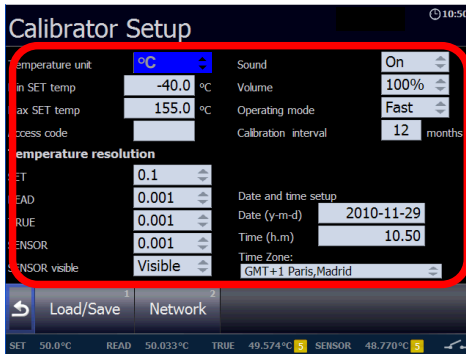 10:50
Calibrator Setup
Temperature unit °C
Min SET temp -40.0 °C
Max SET temp 155.0 °C
Access code
Temperature resolution
SET 0.1
READ 0.001
TRUE 0.001
SENSOR 0.001
SENSOR visible Visible
Sound On
Volume 100%
Operating mode Fast
Calibration interval 12 months
Date and time setup
Date (y-m-d) 2010-11-29
Time (h.m) 10.50
Time Zone:
GMT+1 Paris,Madrid
Load/Save 1 Network 2
SET 50.0°C READ 50.033°C TRUE 49.574°C S SENSOR 48.770°C S